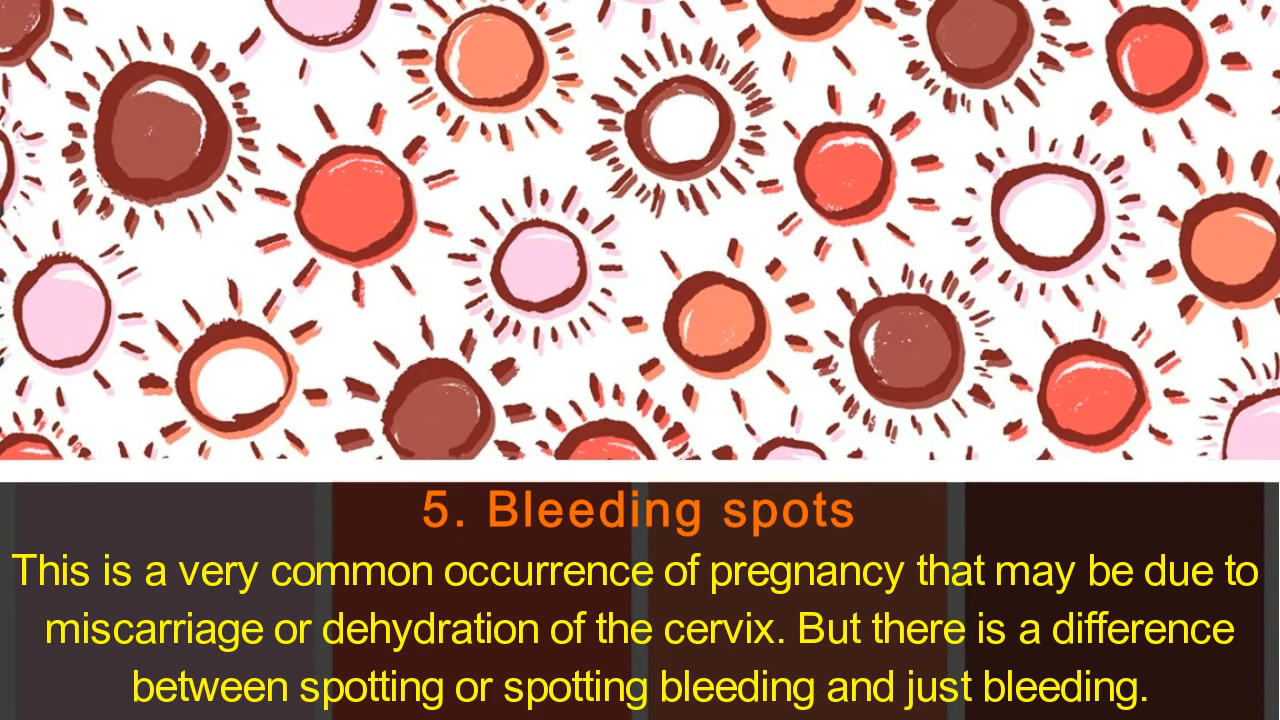 5. Bleeding spots
This is a very common occurrence of pregnancy that may be due to
miscarriage or dehydration of the cervix. But there is a difference
between spotting or spotting bleeding and just bleeding.